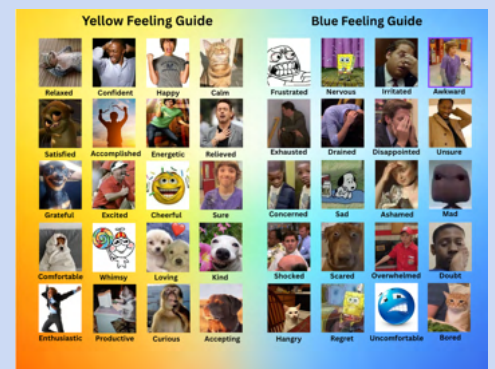 Yellow Feeling Guide
Relaxed Confident Happy Calm
Satisfied Accomplished Energetic Relieved
Grateful Excited Cheerful Sure
Comfortable Whimsy Loving Kind
Enthusiastic Productive Curious Accepting
Blue Feeling Guide
Frustrated Nervous Irritated Awkward
Exhausted Drained Disappointed Unsure
Concerned Sad Ashamed Mad
Shocked Scared Overwhelmed Doubt
Hangry Regret Uncomfortable Bored